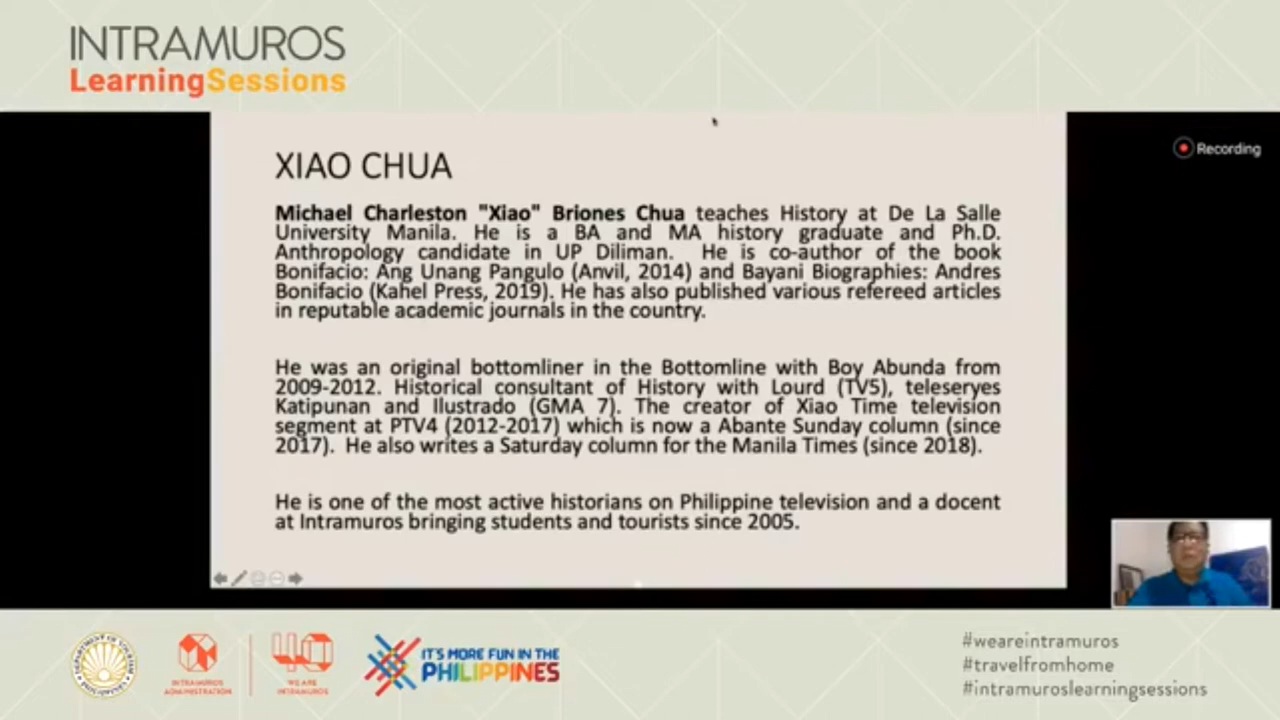 INTRAMUROS
LearningSessions
Recording
XIAO CHUA
Michael Charleston "Xiao" Briones Chua teaches History at De La Salle
University Manila. He is a BA and MA history graduate and Ph.D.
Anthropology candidate in UP Diliman. He is co-author of the book
Bonifacio: Ang Unang Pangulo (Anvil, 2014) and Bayani Biographies: Andres
Bonifacio (Kahel Press, 2019). He has also published various refereed articles
in reputable academic journals in the country.
He was an original bottomliner in the Bottomline with Boy Abunda from
2009-2012. Historical consultant of History with Lourd (TV5), teleseryes
Katipunan and Ilustrado (GMA 7). The creator of Xiao Time television
segment at PTV4 (2012-2017) which is now a Abante Sunday column (since
2017). He also writes a Saturday column for the Manila Times (since 2018).
He is one of the most active historians on Philippine television and a docent
at Intramuros bringing students and tourists since 2005.
DEPARTMENT OF TOURISM
INTRAMUROS
ADMINISTRATION
WE ARE
INTRAMUROS
IT'S MORE FUN IN THE
PHILIPPINES
#weareintramuros
#travelfromhome
#intramuroslearningsessions